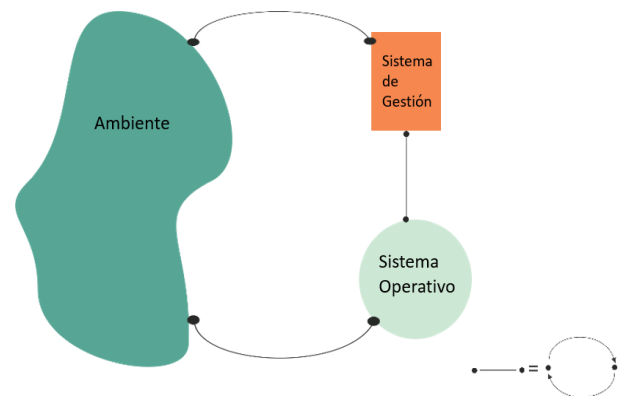 Ambiente
Sistema
de
Gestión
Sistema
Operativo
=